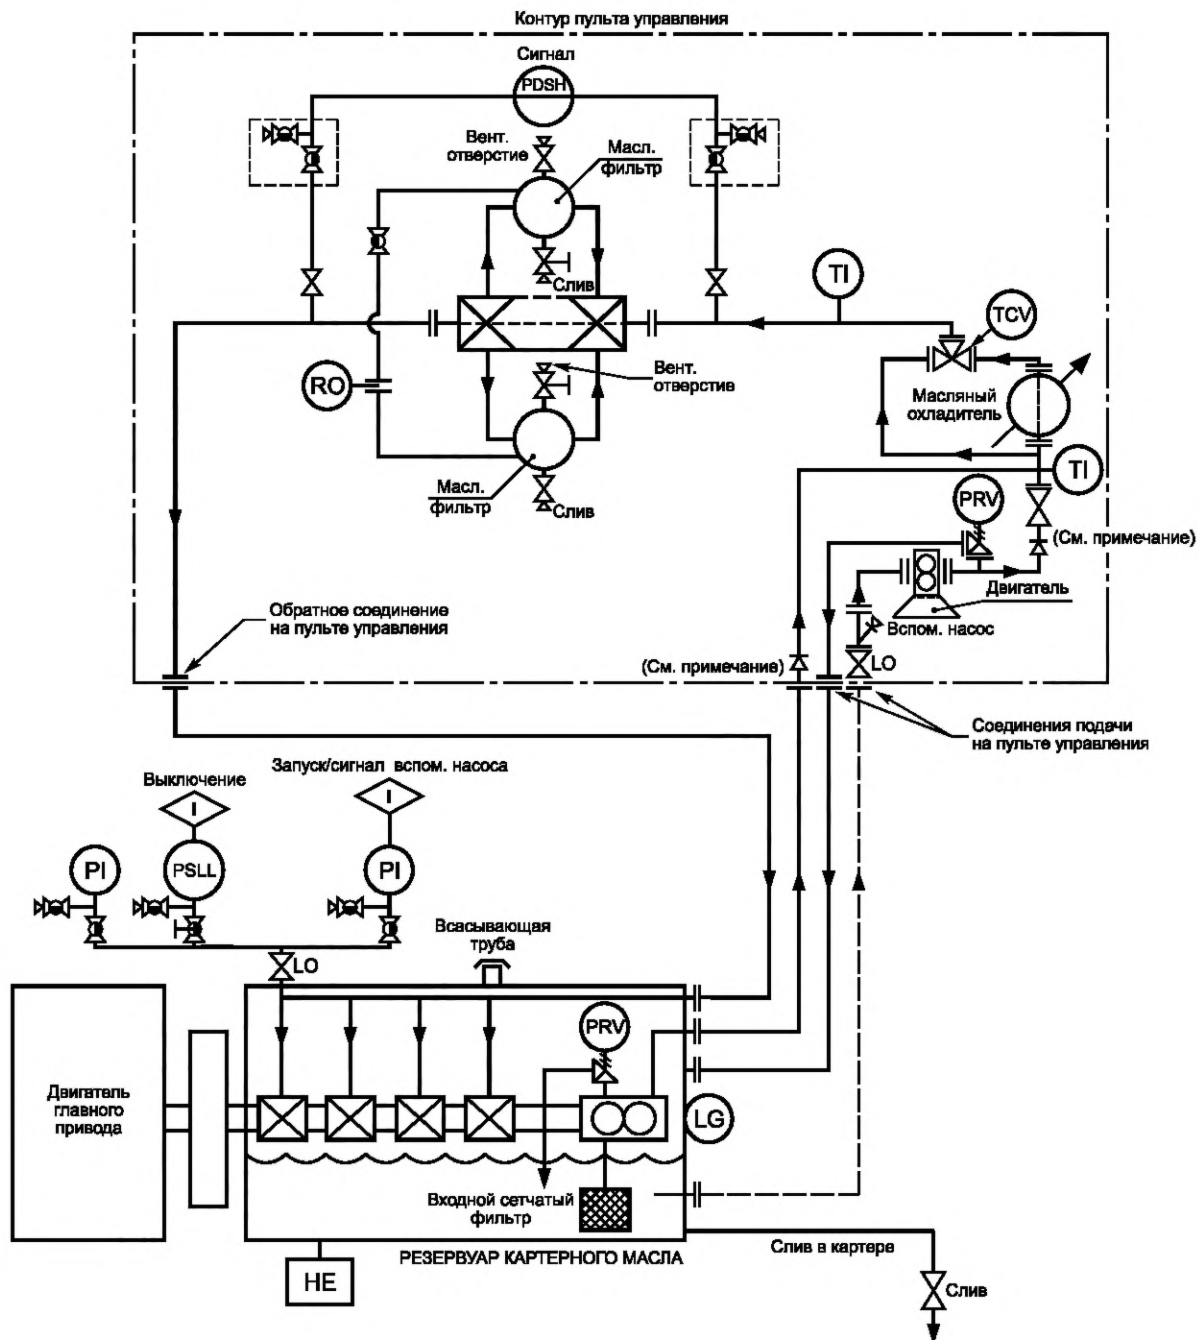 Контур пульта управления
Сигнал
PDSH
Вент.
отверстие
Масл.
фильтр
Слив
TI
TCV
RO
Вент.
отверстие
Масляный
охладитель
Масл.
фильтр
Слив
TI
PRV
(См. примечание)
Двигатель
Вспом. насос
Обратное соединение
на пульте управления
(См. примечание)
LO
Соединения подачи
на пульте управления
Запуск/сигнал вспом. насоса
Выключение
I
I
PI
PSLL
PI
Всасывающая
труба
LO
PRV
Двигатель
главного
привода
LG
Входной сетчатый
фильтр
РЕЗЕРВУАР КАРТЕРНОГО МАСЛА
Слив в картере
HE
Слив